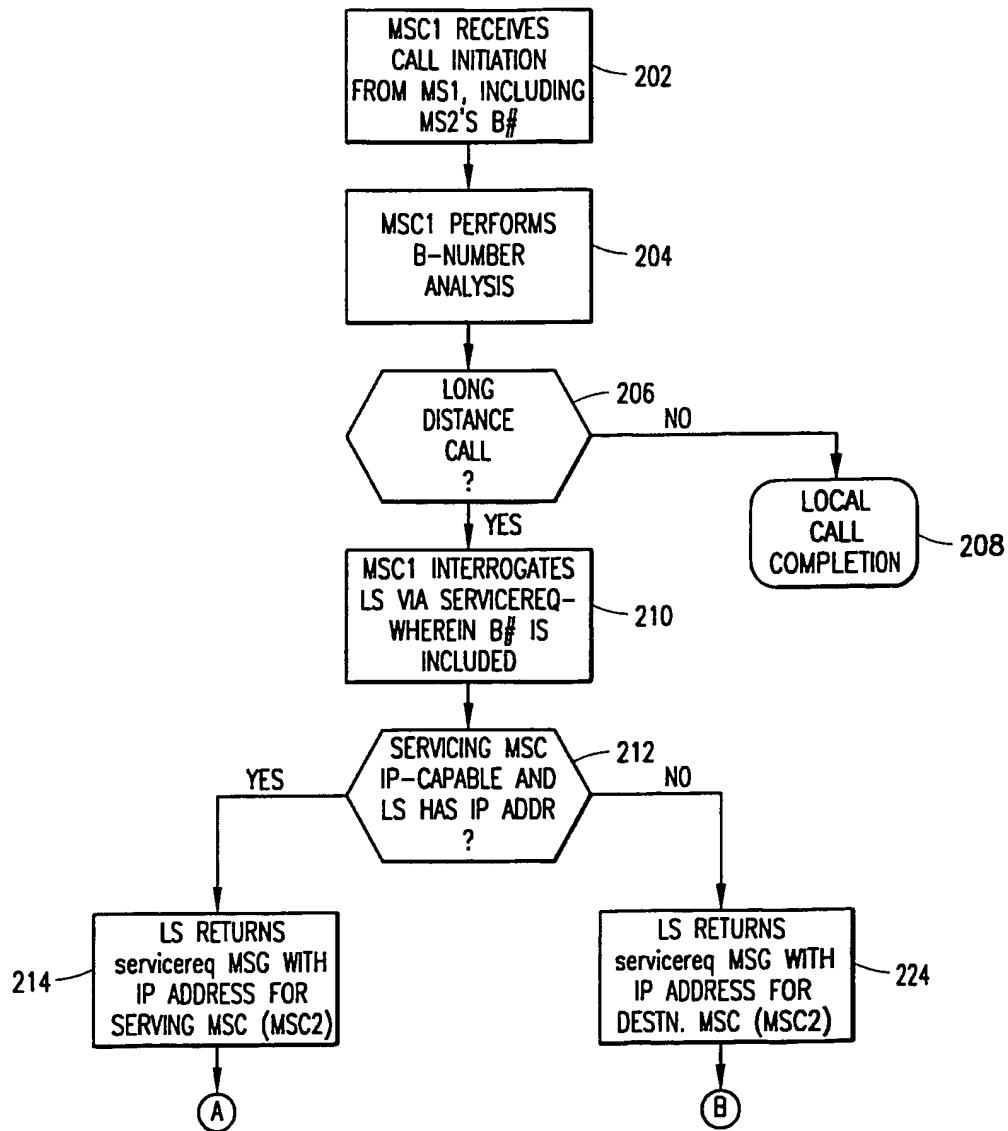 MSC1 RECEIVES
CALL INITIATION
FROM MS1, INCLUDING
MS2'S B#
202
MSC1 PERFORMS
B-NUMBER
ANALYSIS
204
LONG
DISTANCE
CALL
?
206
NO
LOCAL
CALL
COMPLETION
208
YES
MSC1 INTERROGATES
LS VIA SERVICEREQ-
WHEREIN B# IS
INCLUDED
210
SERVICING MSC
IP-CAPABLE AND
LS HAS IP ADDR
?
212
YES
NO
LS RETURNS
servicereq MSG WITH
IP ADDRESS FOR
SERVING MSC (MSC2)
214
LS RETURNS
servicereq MSG WITH
IP ADDRESS FOR
DESTN. MSC (MSC2)
224
A
B